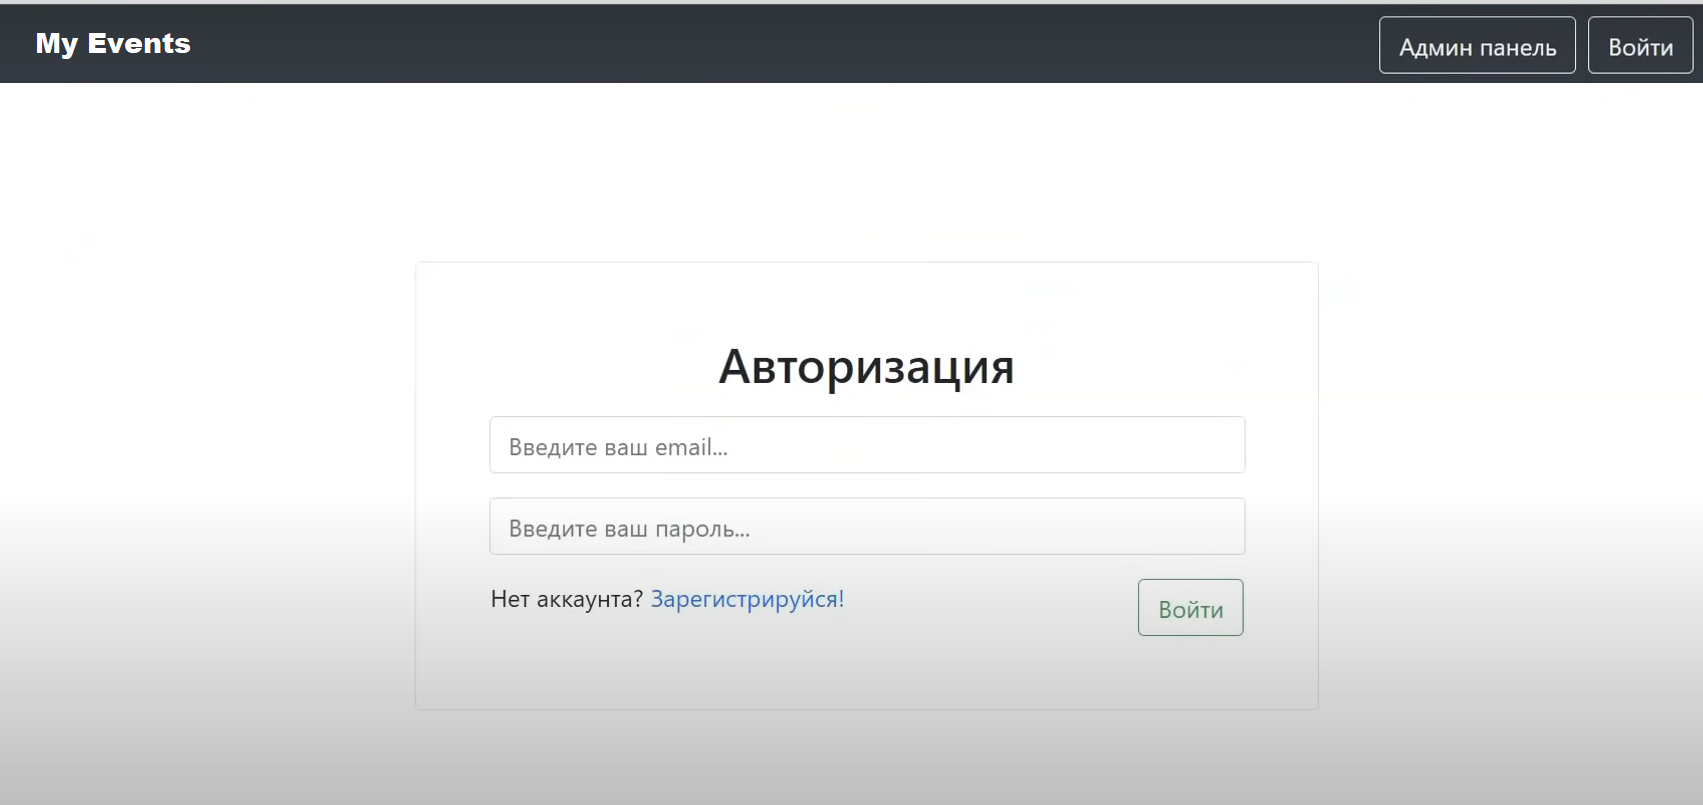 My Events
Админ панель
Войти
Авторизация
Введите ваш email...
Введите ваш пароль...
Нет аккаунта? Зарегистрируйся!
Войти